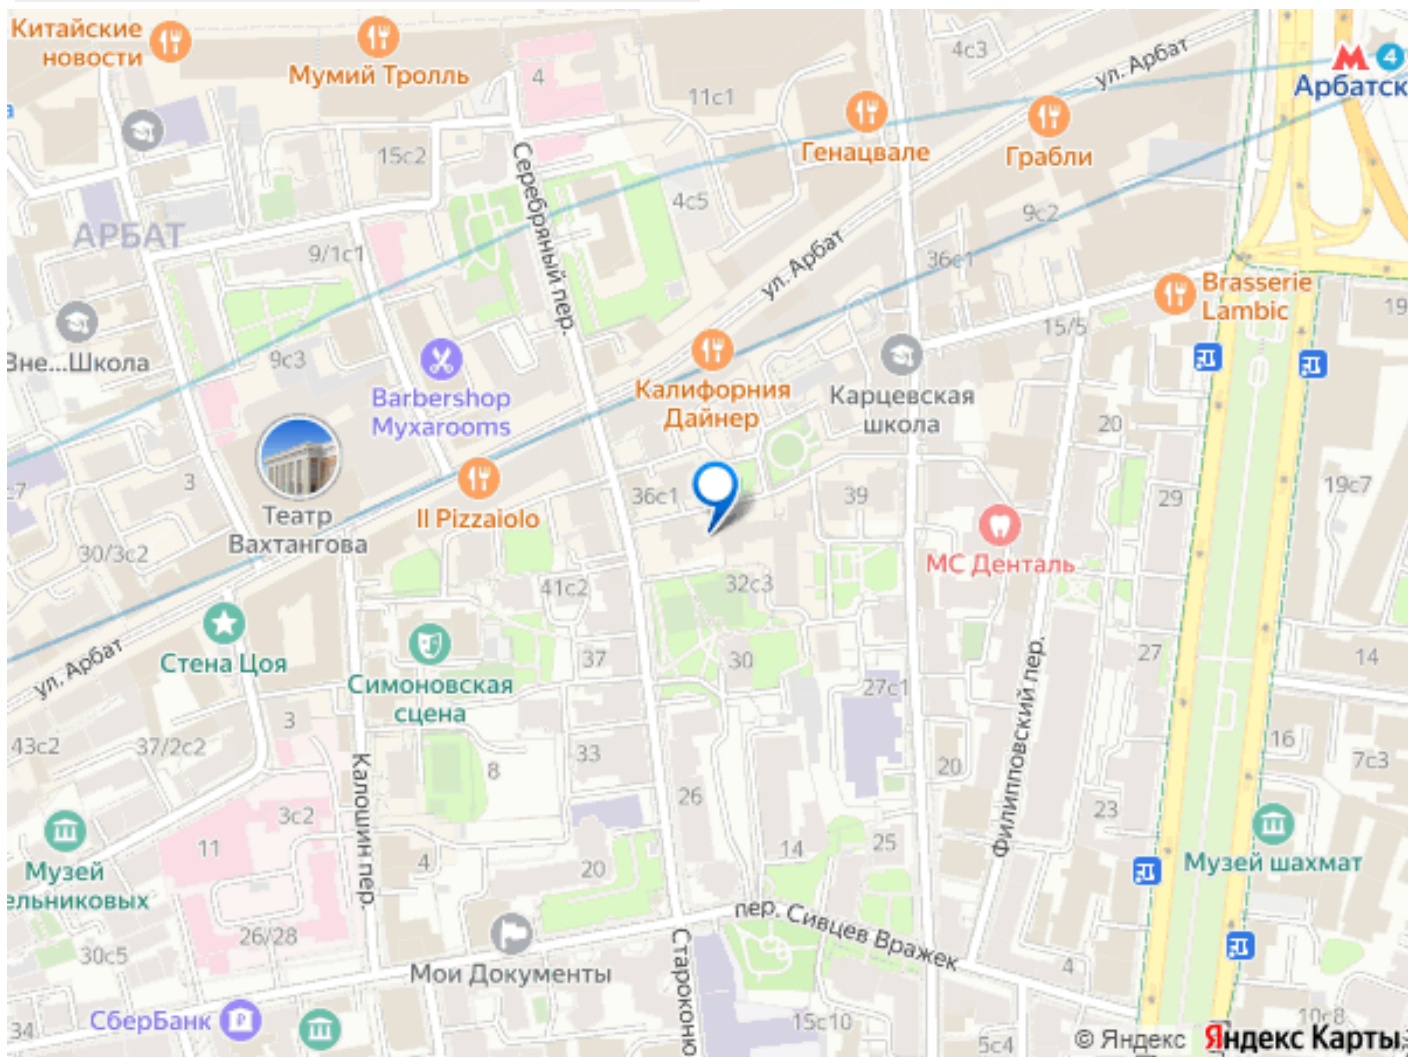 Китайские
новости
Мумий Тролль
4
4с3
ул. Арбат
4
Арбатск
11с1
Генацвале
Грабли
15с2
Серебряный пер.
4с5
9с2
АРБАТ
9/1с1
ул. Арбат
36с1
Brasserie
Lambic
19
15/5
Вне...Школа
9с3
Barbershop
Мухаrooms
Калифорния
Дайнер
Карцевская
школа
20
с7
3
Театр
Вахтангова
Il Pizzaiolo
36с1
39
29
19с7
30/3с2
МС Денталь
41с2
32с3
Стена Цоя
ул. Арбат
Симоновская
сцена
37
30
27с1
27
14
Филипповский пер.
43с2
37/2с2
3
Калошин пер.
8
33
20
16
7с3
26
3с2
23
Музей
ельниковых
11
4
20
14
25
Музей шахмат
пер. Сивцев Вражек
26/28
30с5
Мои Документы
Староконю
4
СберБанк
34
15с10
5с4
10с8
© Яндекс Яндекс Карты